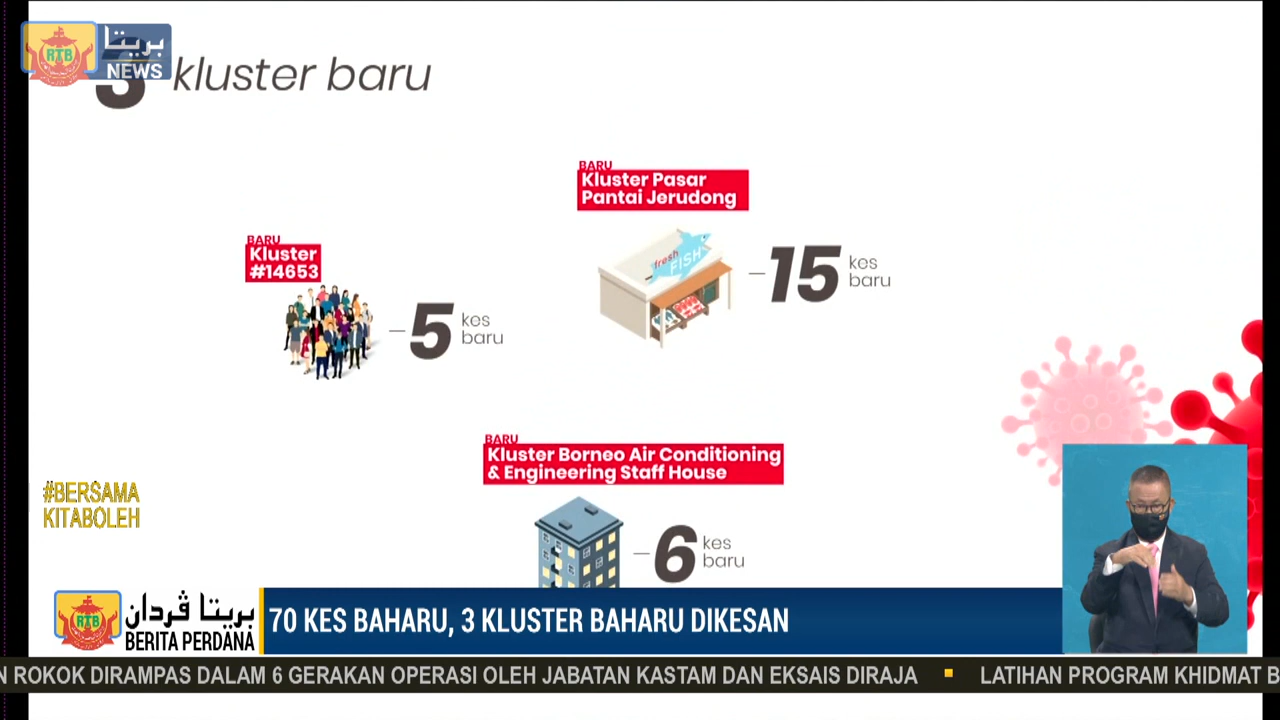 RTB
بريتا
NEWS
3 kluster baru
BARU
Kluster Pasar
Pantai Jerudong
fresh
FISH
15
kes
baru
BARU
Kluster
#14653
5
kes
baru
BARU
Kluster Borneo Air Conditioning
& Engineering Staff House
6
kes
baru
#BERSAMA
KITABOLEH
RTB
بريتا ڤردان
BERITA PERDANA
70 KES BAHARU, 3 KLUSTER BAHARU DIKESAN
N ROKOK DIRAMPAS DALAM 6 GERAKAN OPERASI OLEH JABATAN KASTAM DAN EKSAIS DIRAJA ▪ LATIHAN PROGRAM KHIDMAT B